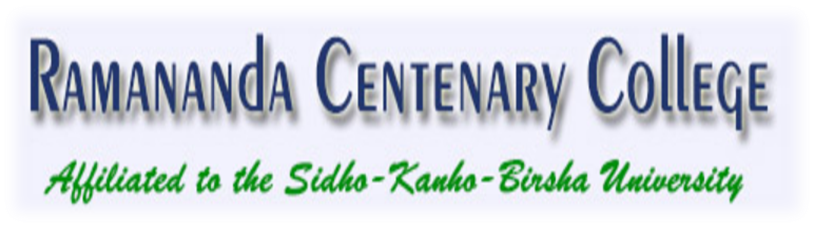 Ramananda Centenary College
Affiliated to the Sidho-Kanho-Birsha University